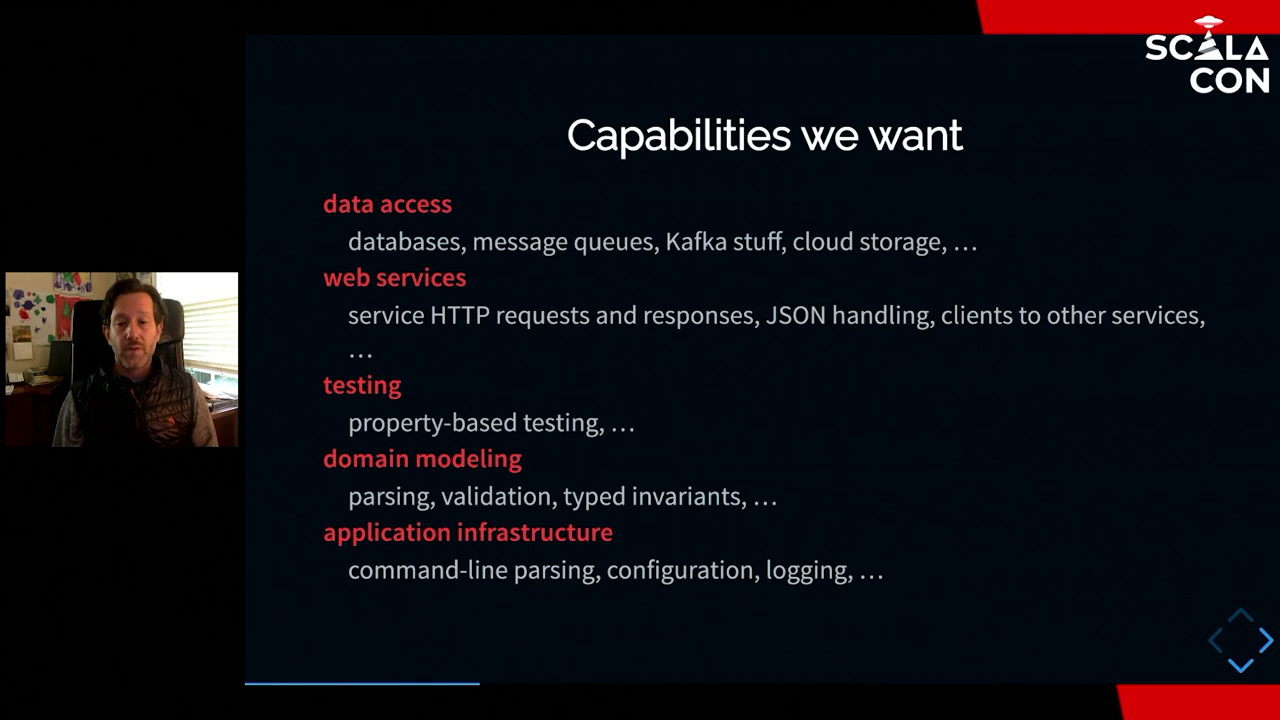 SCALA
CON
Capabilities we want
data access
databases, message queues, Kafka stuff, cloud storage, …
web services
service HTTP requests and responses, JSON handling, clients to other services,
…
testing
property-based testing, …
domain modeling
parsing, validation, typed invariants, …
application infrastructure
command-line parsing, configuration, logging, …